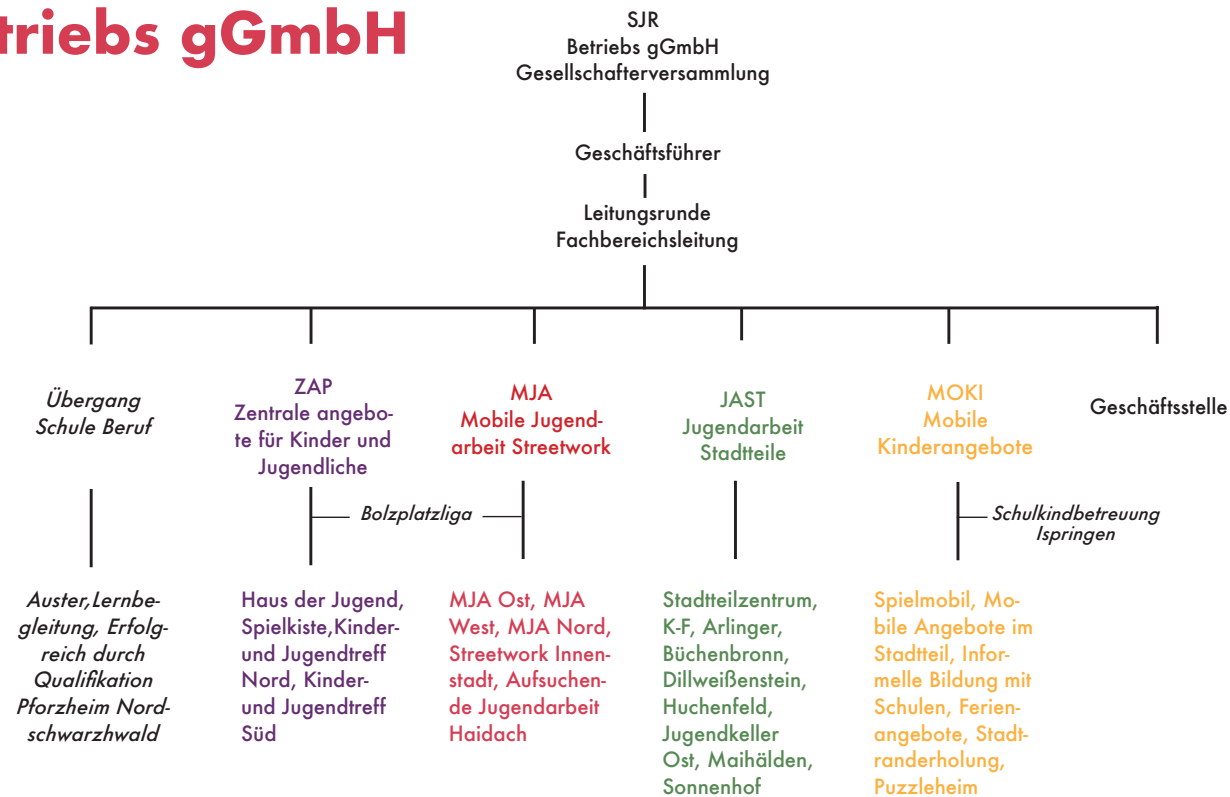 triebs gGmbH
SJR
Betriebs gGmbH
Gesellschafterversammlung
Geschäftsführer
Leitungsrunde
Fachbereichsleitung
Übergang
Schule Beruf
ZAP
Zentrale angebo-
te für Kinder und
Jugendliche
MJA
Mobile Jugend-
arbeit Streetwork
JAST
Jugendarbeit
Stadtteile
MOKI
Mobile
Kinderangebote
Geschäftsstelle
Bolzplatzliga
Schulkindbetreuung
Ispringen
Auster,Lernbe-
gleitung, Erfolg-
reich durch
Qualifikation
Pforzheim Nord-
schwarzhwald
Haus der Jugend,
Spielkiste,Kinder-
und Jugendtreff
Nord, Kinder-
und Jugendtreff
Süd
MJA Ost, MJA
West, MJA Nord,
Streetwork Innen-
stadt, Aufsuchen-
de Jugendarbeit
Haidach
Stadtteilzentrum,
K-F, Arlinger,
Büchenbronn,
Dillweißenstein,
Huchenfeld,
Jugendkeller
Ost, Maihälden,
Sonnenhof
Spielmobil, Mo-
bile Angebote im
Stadtteil, Infor-
melle Bildung mit
Schulen, Ferien-
angebote, Stadt-
randerholung,
Puzzleheim